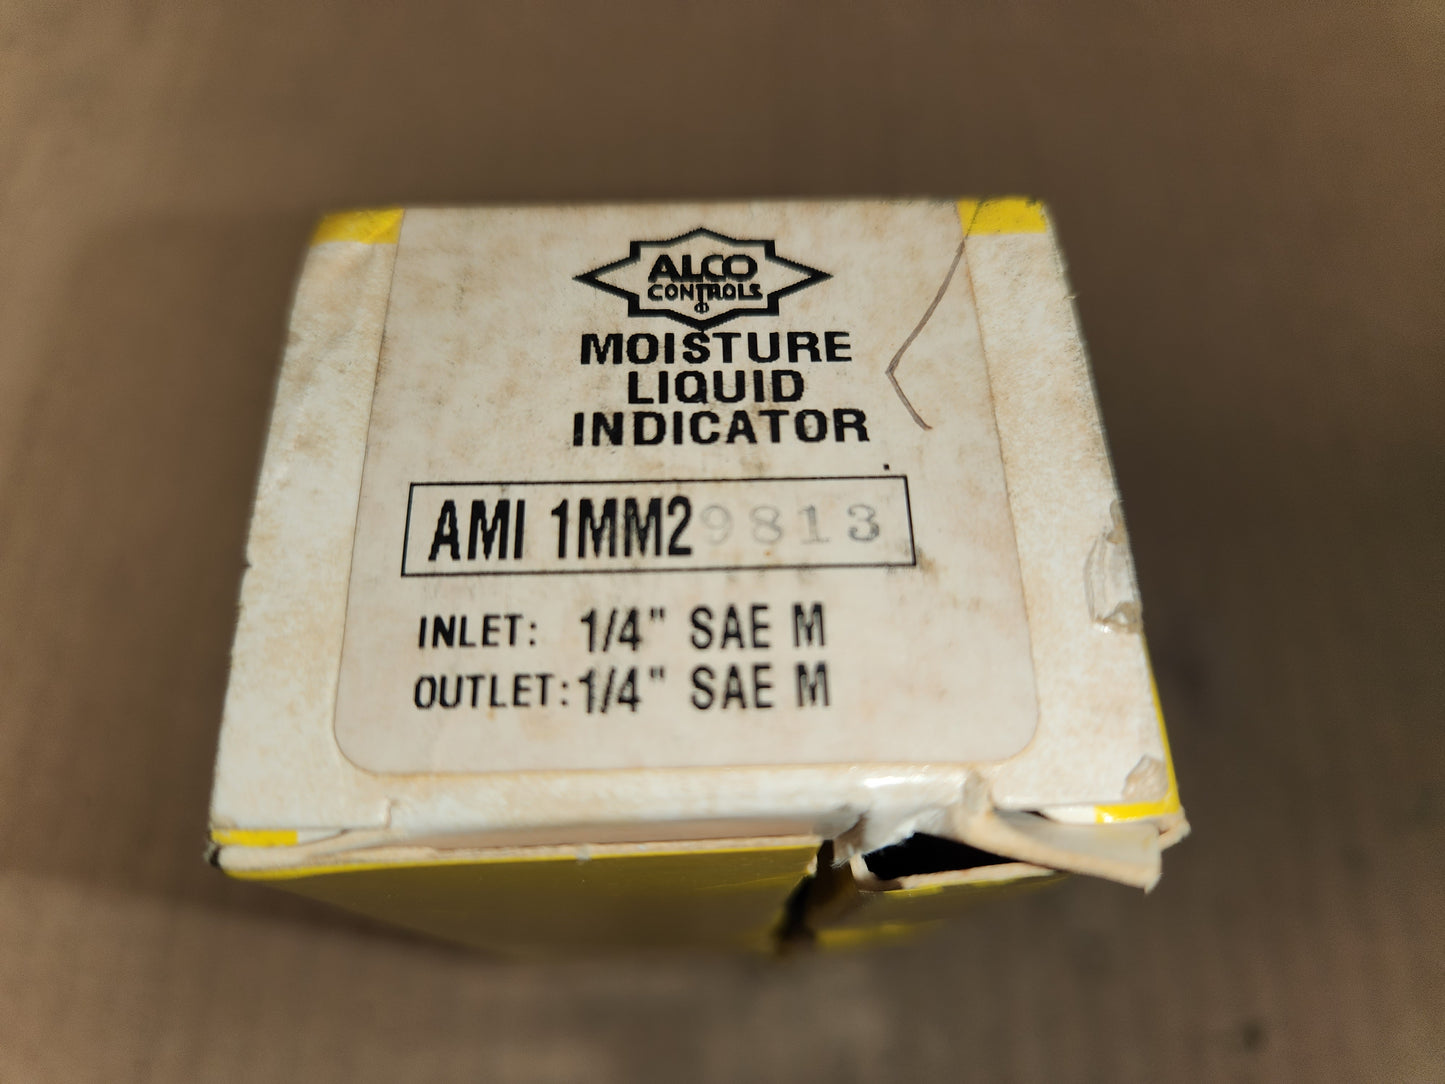 ALCO
CONTROLS
MOISTURE
LIQUID
INDICATOR
AMI 1MM2 9813
INLET: 1/4" SAE M
OUTLET: 1/4" SAE M